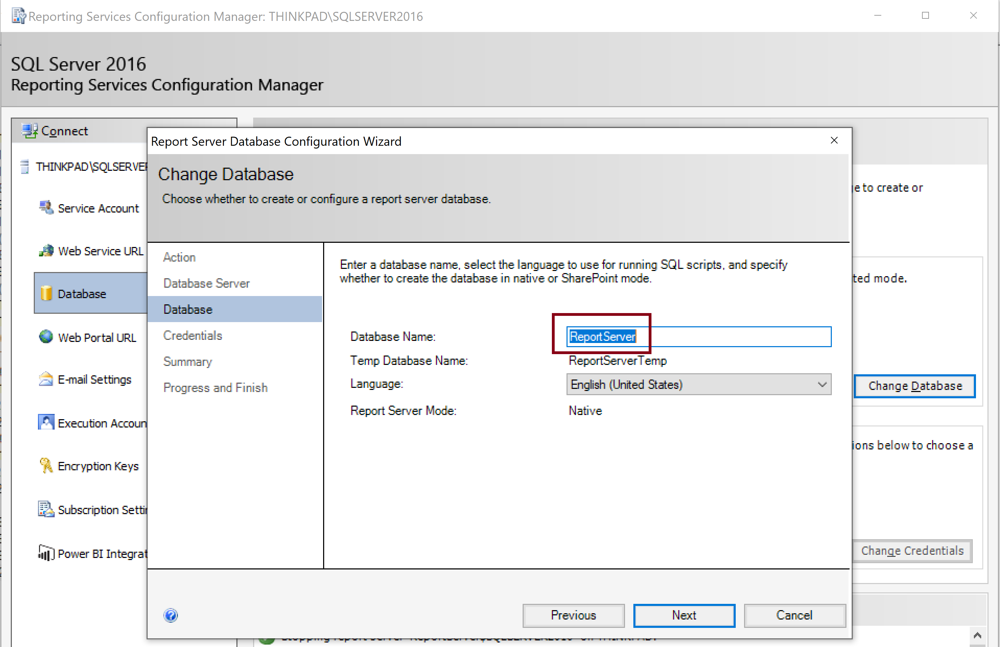 Reporting Services Configuration Manager: THINKPAD\SQLSERVER2016
SQL Server 2016
Reporting Services Configuration Manager
Connect
THINKPAD\SQLSERVER
Service Account
Web Service URL
Database
Web Portal URL
E-mail Settings
Execution Accoun
Encryption Keys
Subscription Settin
Power BI Integrat
Report Server Database Configuration Wizard
Change Database
Choose whether to create or configure a report server database.
Action
Database Server
Database
Credentials
Summary
Progress and Finish
Enter a database name, select the language to use for running SQL scripts, and specify
whether to create the database in native or SharePoint mode.
Database Name: ReportServer
Temp Database Name: ReportServerTemp
Language: English (United States)
Report Server Mode: Native
Previous Next Cancel
ge to create or
ted mode.
Change Database
ions below to choose a
Change Credentials